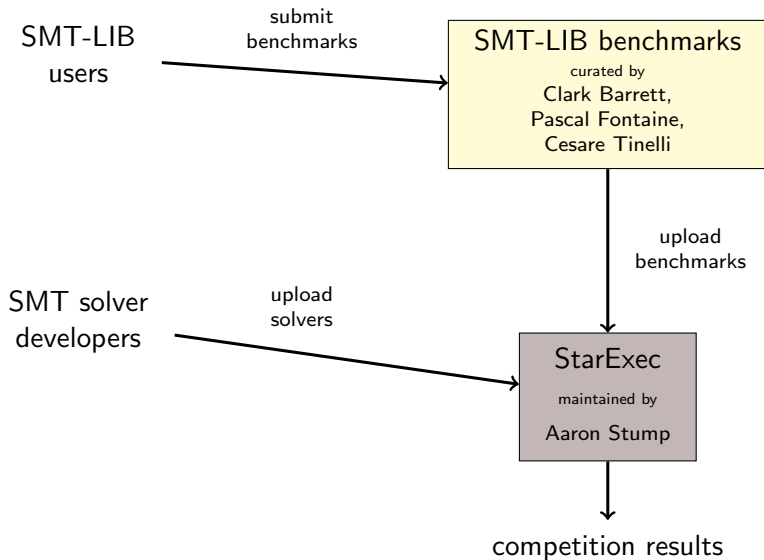 SMT-LIB
users
submit
benchmarks
SMT-LIB benchmarks
curated by
Clark Barrett,
Pascal Fontaine,
Cesare Tinelli
upload
benchmarks
SMT solver
developers
upload
solvers
StarExec
maintained by
Aaron Stump
competition results